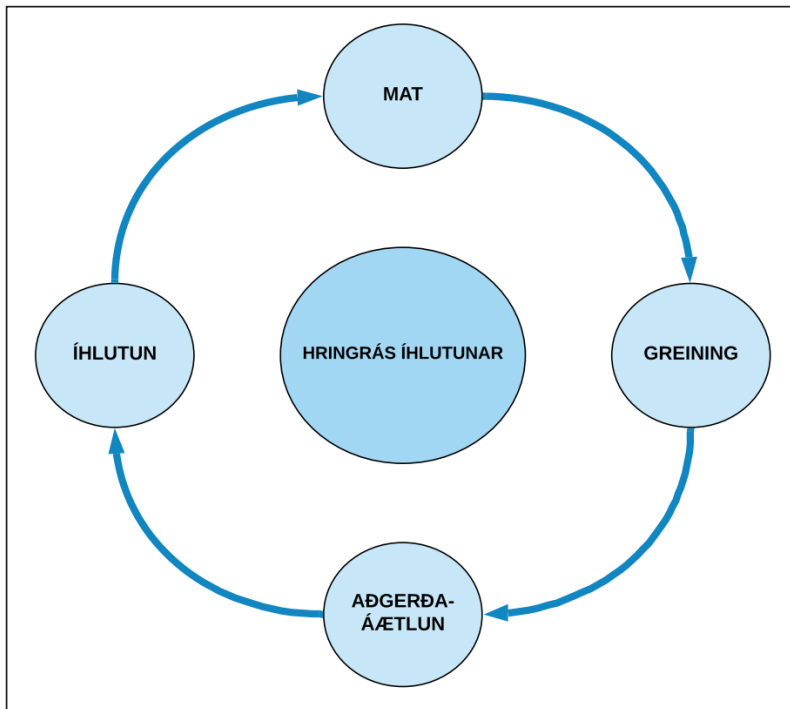 MAT
ÍHLUTUN
HRINGRÁS ÍHLUTUNAR
GREINING
AÐGERÐA-
ÁÆTLUN